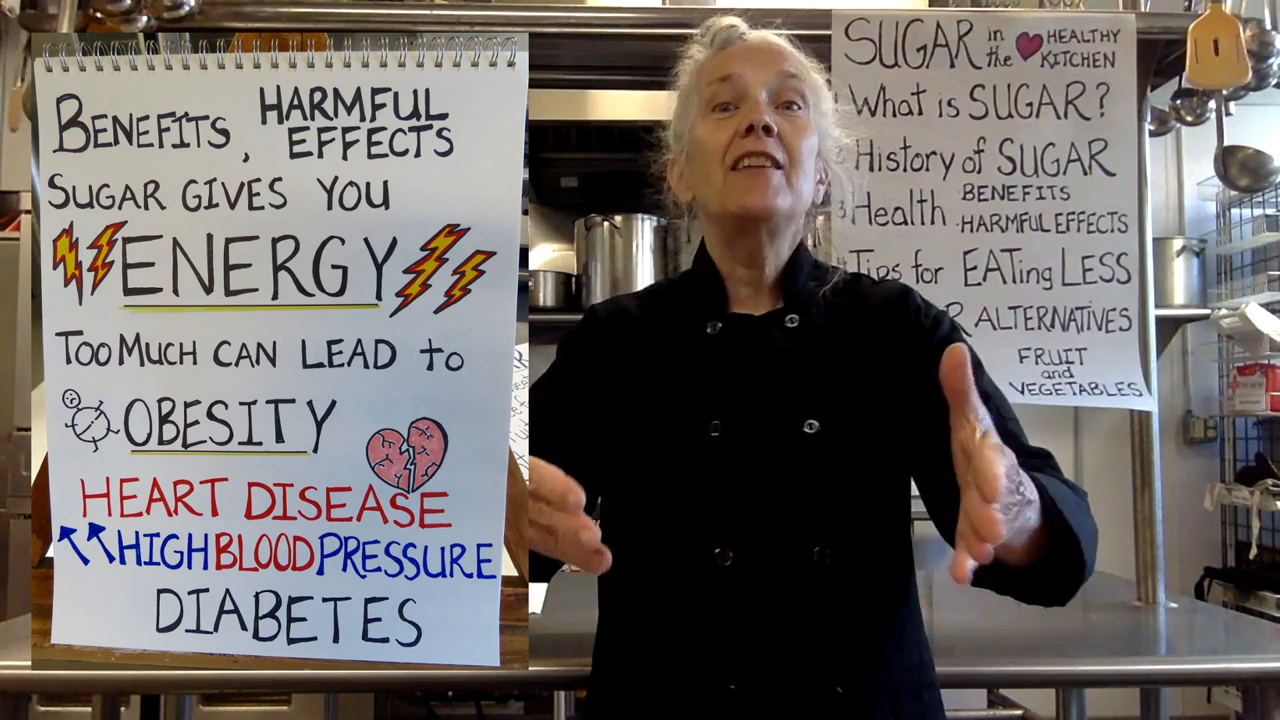 BENEFITS, HARMFUL
EFFECTS
SUGAR GIVES YOU
ENERGY
TOO MUCH CAN LEAD to
OBESITY
HEART DISEASE
HIGH BLOOD PRESSURE
DIABETES
SUGAR in the HEALTHY KITCHEN
What is SUGAR?
History of SUGAR
3 Health BENEFITS
HARMFUL EFFECTS
Tips for EATing LESS
ALTERNATIVES
FRUIT
and
VEGETABLES